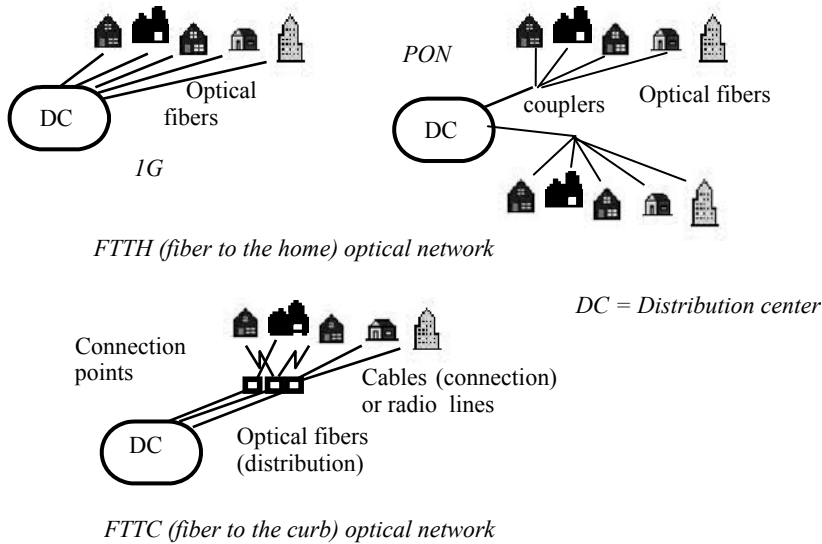 Optical
fibers
DC
1G
PON
couplers
Optical fibers
DC
FTTH (fiber to the home) optical network
DC = Distribution center
Connection
points
Cables (connection)
or radio lines
DC
Optical fibers
(distribution)
FTTC (fiber to the curb) optical network